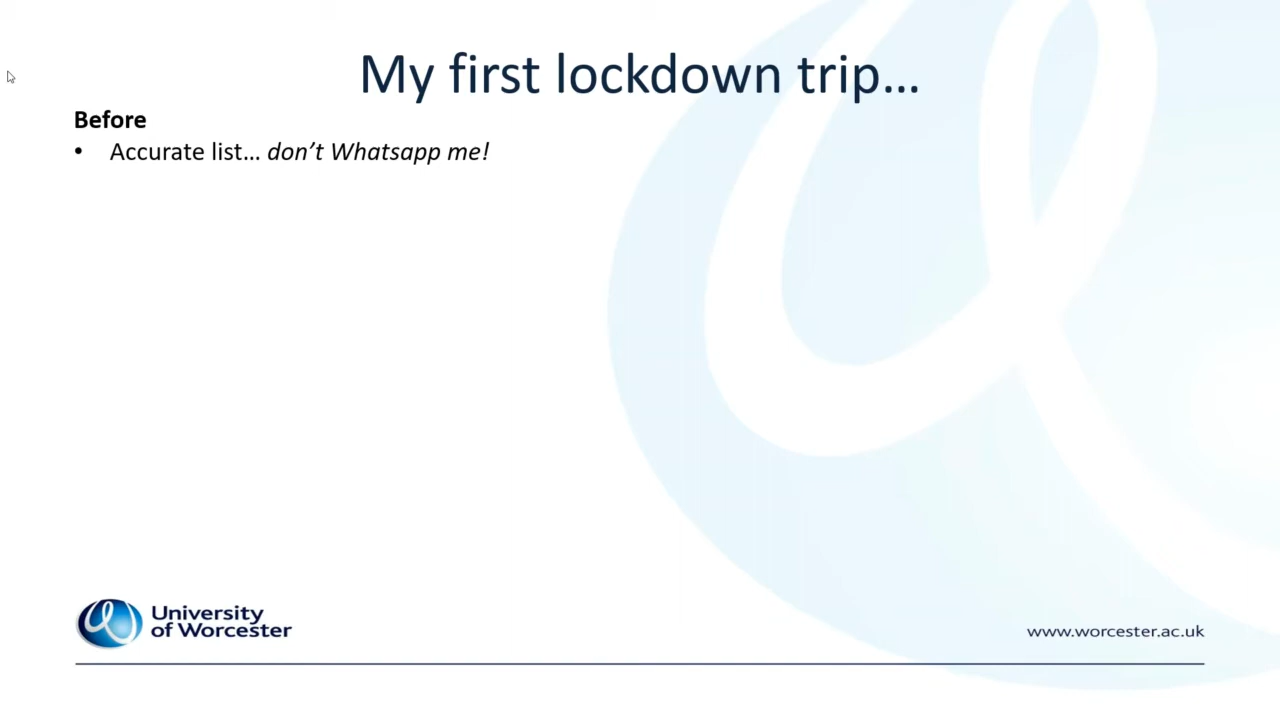 My first lockdown trip…
Before
• Accurate list… don’t Whatsapp me!
University
of Worcester
www.worcester.ac.uk